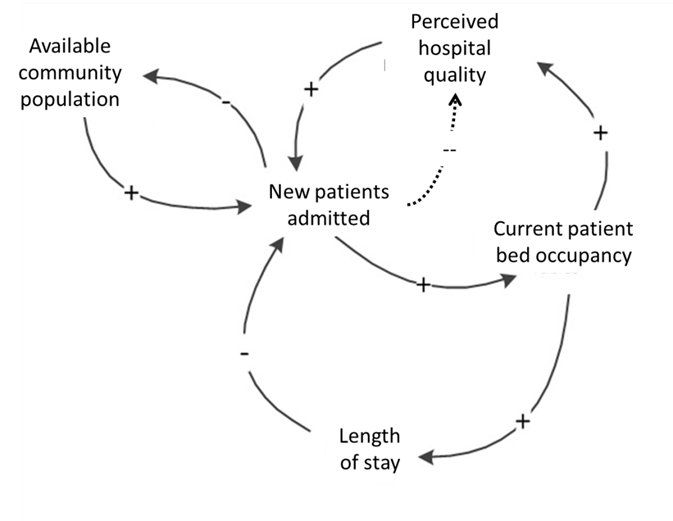 Available
community
population
Perceived
hospital
quality
+
-
+
--
+
New patients
admitted
Current patient
bed occupancy
+
-
+
Length
of stay